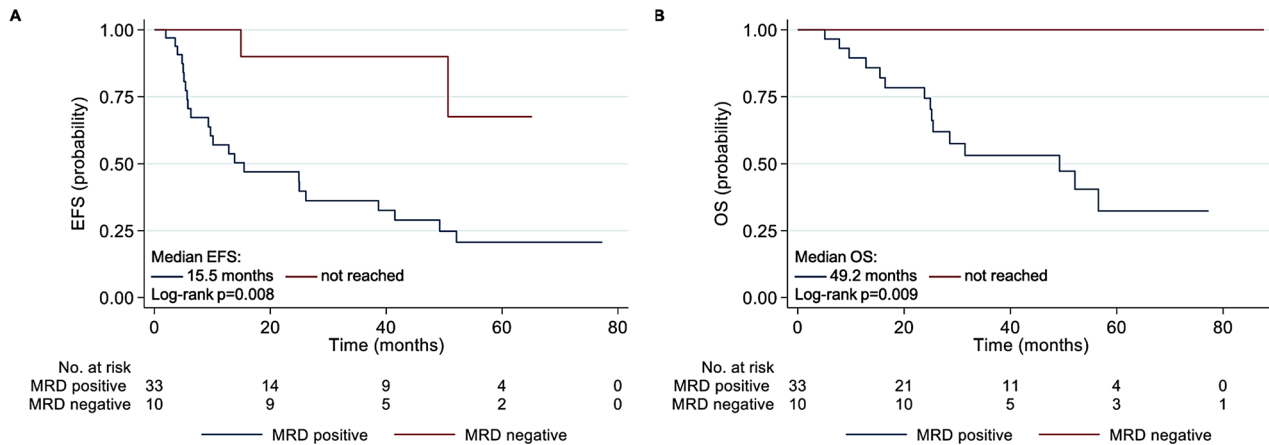 A
1.00
0.75
0.50
0.25
0.00
EFS (probability)
Median EFS:
15.5 months not reached
Log-rank p=0.008
0 20 40 60 80
Time (months)
No. at risk
MRD positive 33 14 9 4 0
MRD negative 10 9 5 2 0
MRD positive MRD negative
B
1.00
0.75
0.50
0.25
0.00
OS (probability)
Median OS:
49.2 months not reached
Log-rank p=0.009
0 20 40 60 80
Time (months)
No. at risk
MRD positive 33 21 11 4 0
MRD negative 10 10 5 3 1
MRD positive MRD negative